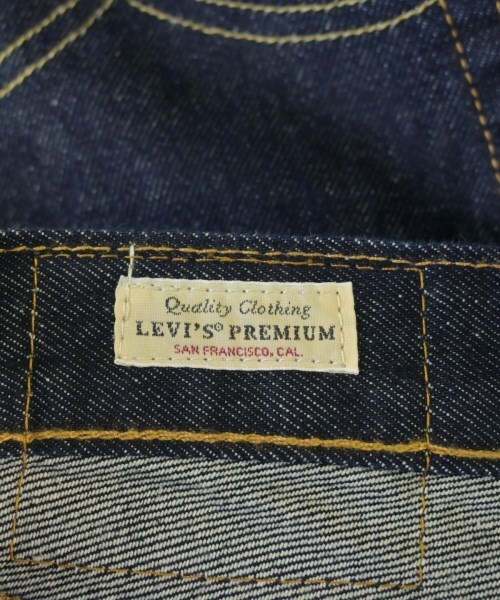 Quality Clothing
LEVI'S® PREMIUM
SAN FRANCISCO, CAL.